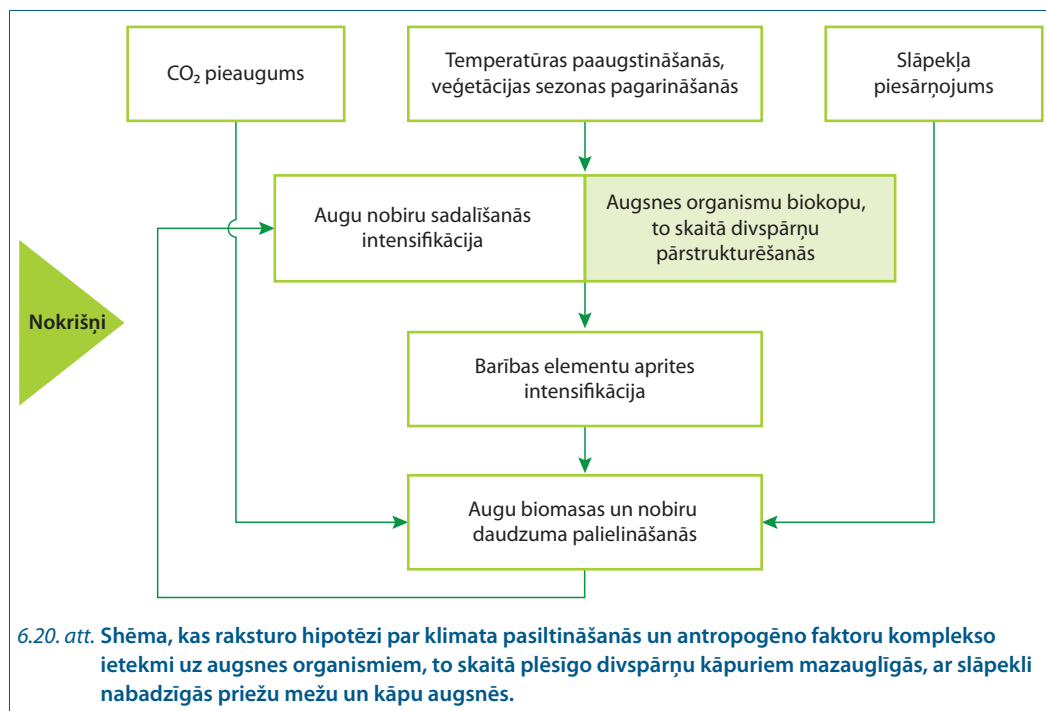 CO₂ pieaugums
Temperatūras paaugstināšanās,
veģetācijas sezonas pagarināšanās
Slāpekļa
piesārņojums
Augu nobiru sadalīšanās
intensifikācija
Augsnes organismu biokopu,
to skaitā divspārņu
pārstrukturēšanās
Nokrišņi
Barības elementu aprites
intensifikācija
Augu biomasas un nobiru
daudzuma palielināšanās
6.20. att. Shēma, kas raksturo hipotēzi par klimata pasiltināšanās un antropogēno faktoru komplekso
ietekmi uz augsnes organismiem, to skaitā plēsīgo divspārņu kāpuriem mazauglīgās, ar slāpekli
nabadzīgās priežu mežu un kāpu augsnēs.